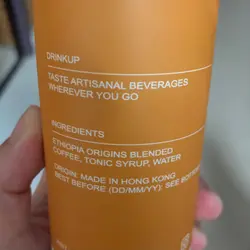 DRINKUP
TASTE ARTISANAL BEVERAGES
WHEREVER YOU GO
INGREDIENTS
ETHIOPIA ORIGINS BLENDED
COFFEE, TONIC SYRUP, WATER
ORIGIN: MADE IN HONG KONG
BEST BEFORE (DD/MM/YY): SEE